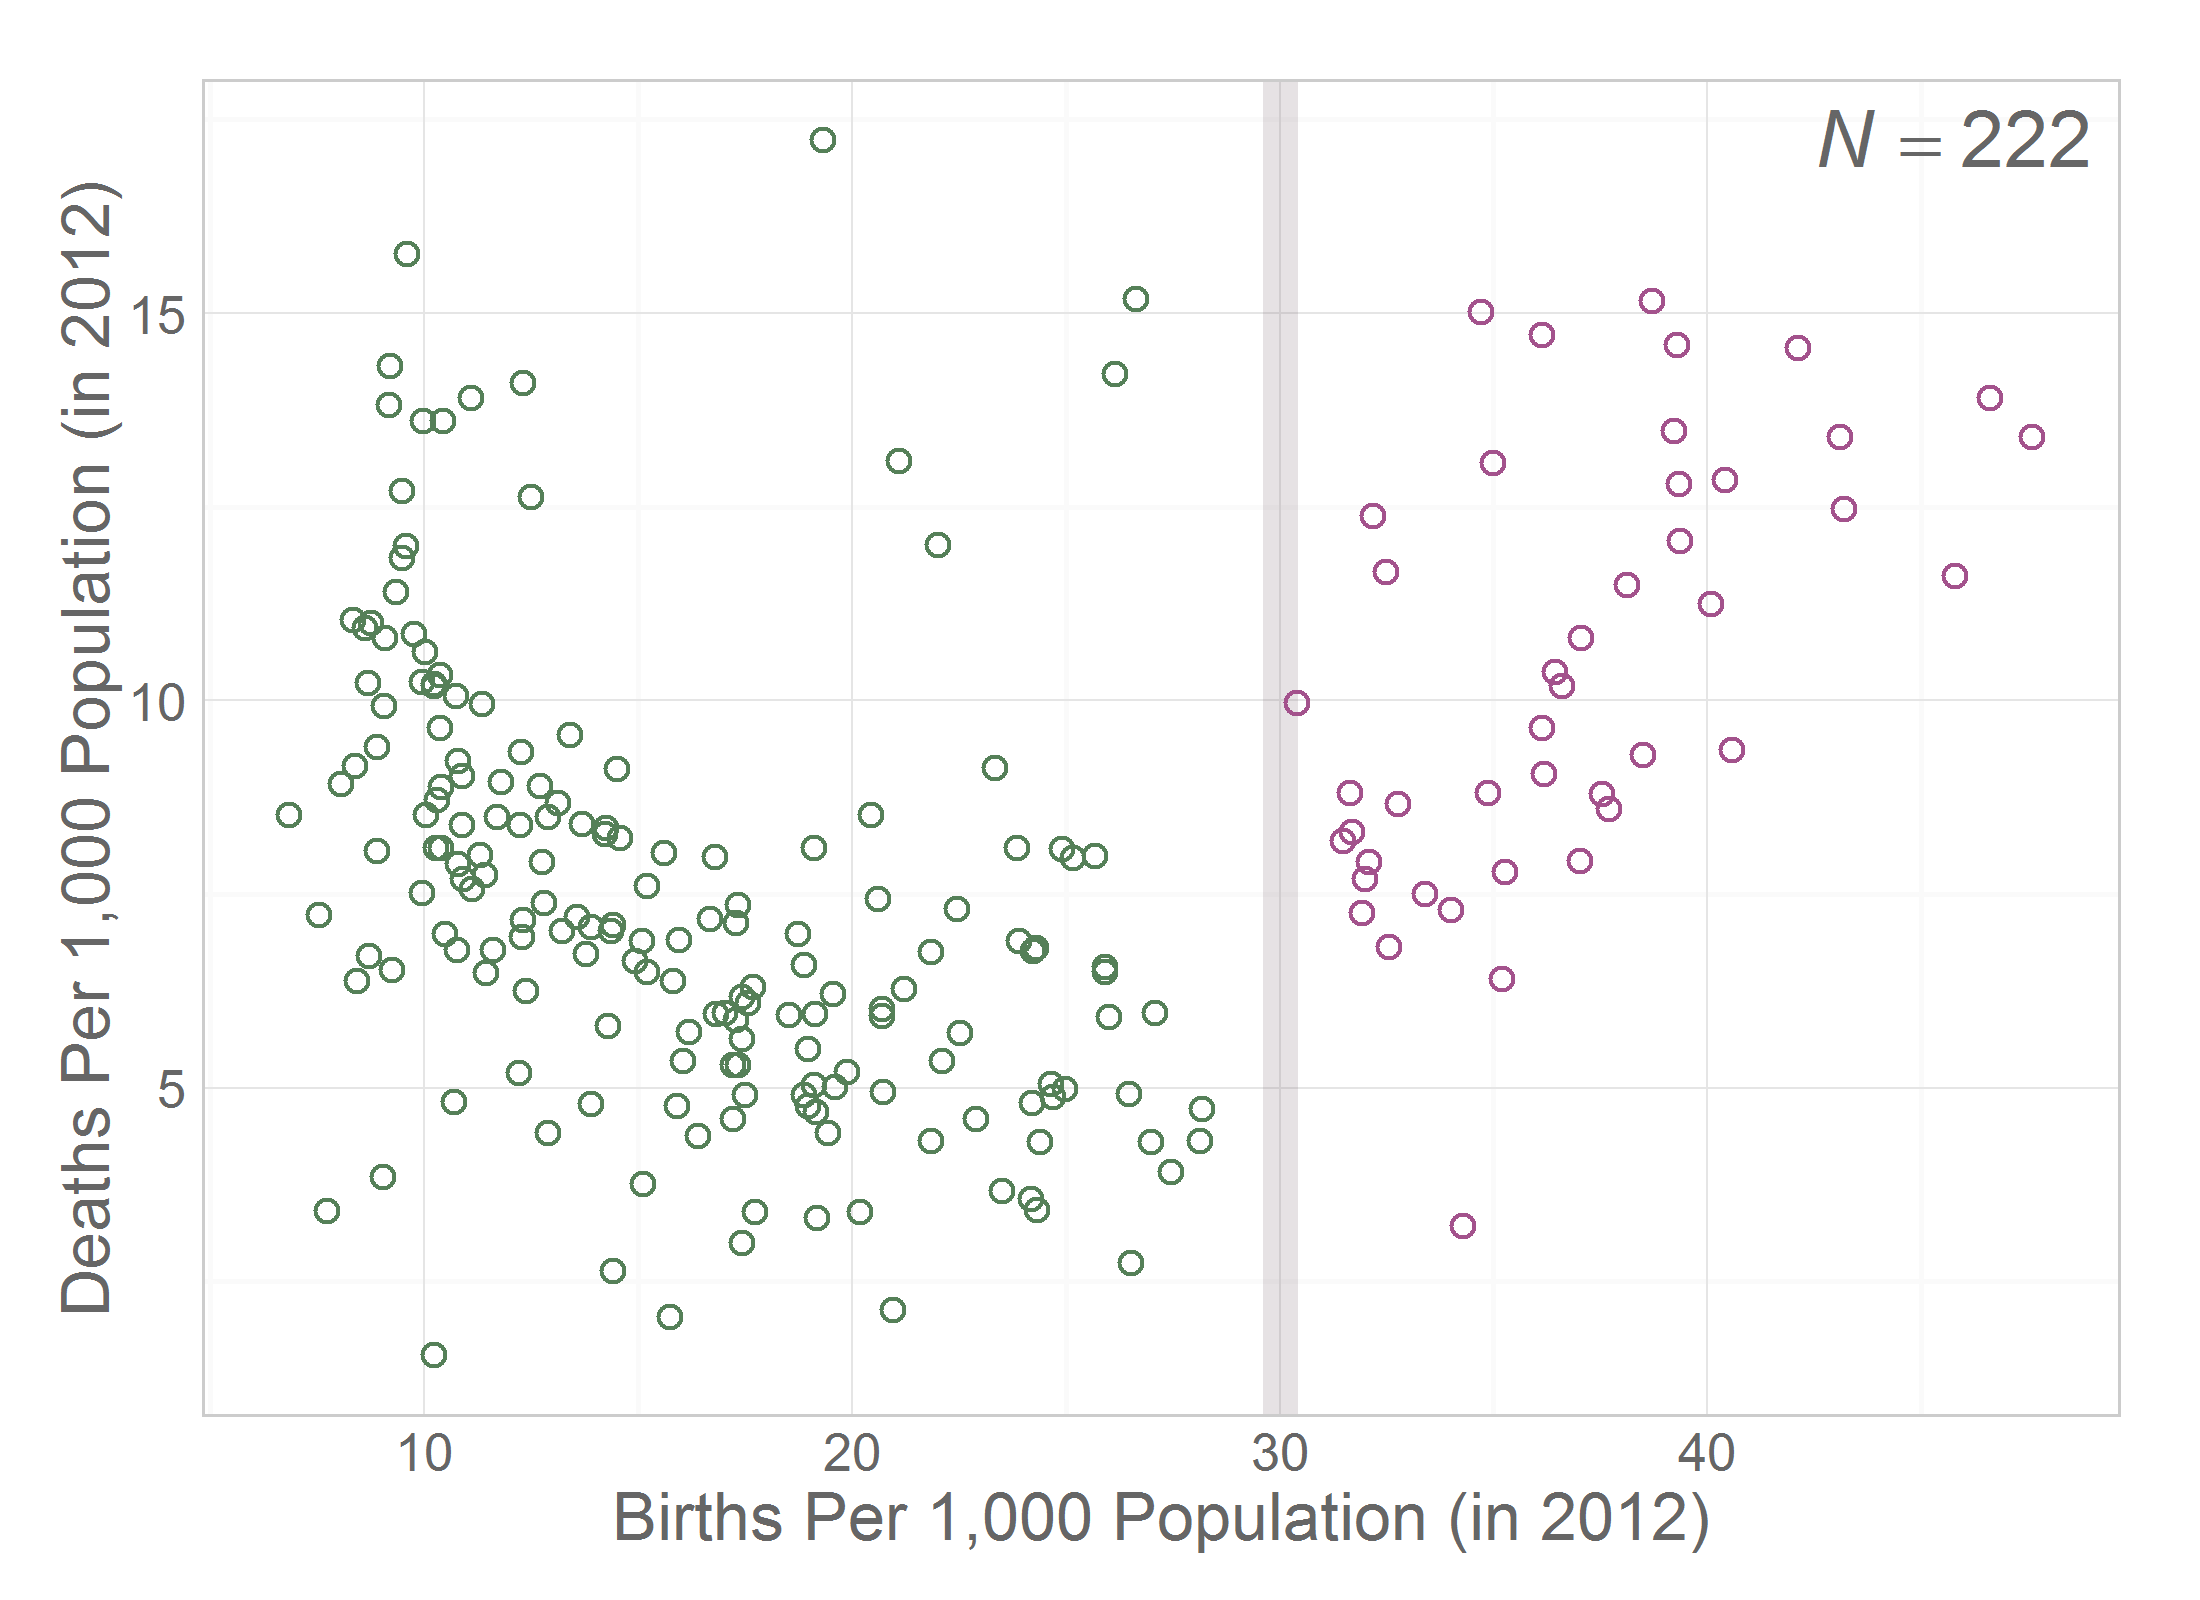 N = 222
Deaths Per 1,000 Population (in 2012)
15
10
5
10 20 30 40
Births Per 1,000 Population (in 2012)